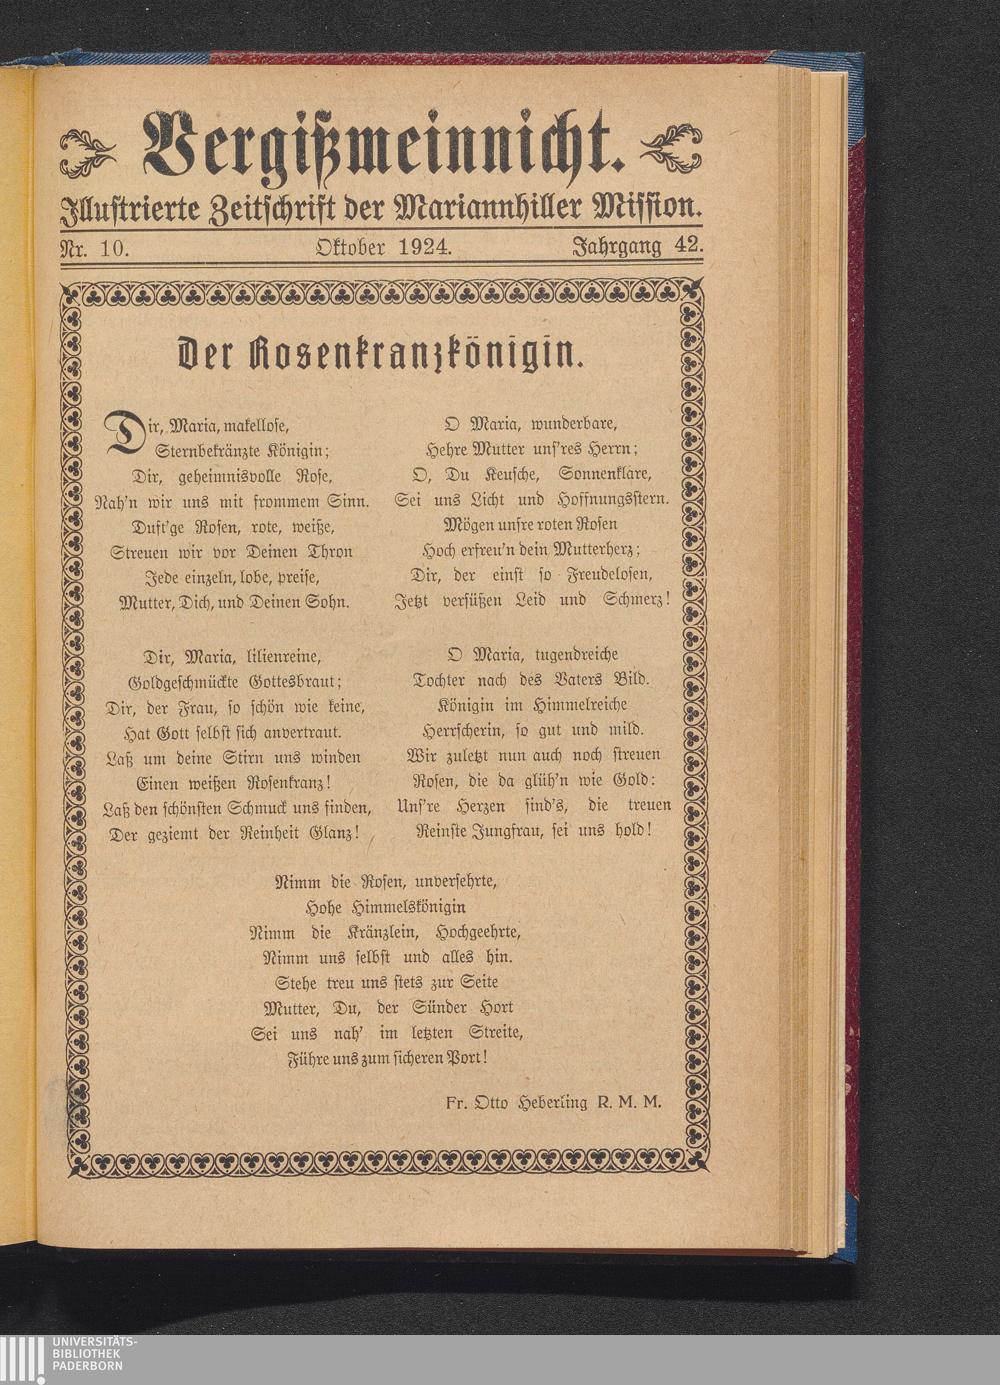 Vergißmeinnicht.
Illustrierte Zeitschrift der Mariannhiller Mission.
Nr. 10. Oktober 1924. Jahrgang 42.
Der Rosenkranzkönigin.
Dir, Maria, makellose,
Sternbekränzte Königin;
Dir, geheimnisvolle Rose,
Nah'n wir uns mit frommem Sinn.
Duft'ge Rosen, rote, weiße,
Streuen wir vor Deinen Thron
Jede einzeln, lobe, preise,
Mutter, Dich, und Deinen Sohn.
Dir, Maria, lilienreine,
Goldgeschmückte Gottesbraut;
Dir, der Frau, so schön wie keine,
Hat Gott selbst sich anvertraut.
Laß um deine Stirn uns winden
Einen weißen Rosenkranz!
Laß den schönsten Schmuck uns finden,
Der geziemt der Reinheit Glanz!
O Maria, wunderbare,
Hehre Mutter uns'res Herrn;
O, Du Keusche, Sonnenklare,
Sei uns Licht und Hoffnungsstern.
Mögen unsre roten Rosen
Hoch erfreu'n dein Mutterherz;
Dir, der einst so Freudelosen,
Jetzt versüßen Leid und Schmerz!
O Maria, tugendreiche
Tochter nach des Vaters Bild.
Königin im Himmelreiche
Herrscherin, so gut und mild.
Wir zuletzt nun auch noch streuen
Rosen, die da glüh'n wie Gold:
Uns're Herzen sind's, die treuen
Reinste Jungfrau, sei uns hold!
Nimm die Rosen, unversehrte,
Hohe Himmelskönigin
Nimm die Kränzlein, Hochgeehrte,
Nimm uns selbst und alles hin.
Stehe treu uns stets zur Seite
Mutter, Du, der Sünder Hort
Sei uns nah' im letzten Streite,
Führe uns zum sicheren Port!
Fr. Otto Heberling R. M. M.
UNIVERSITÄTS-
BIBLIOTHEK
PADERBORN